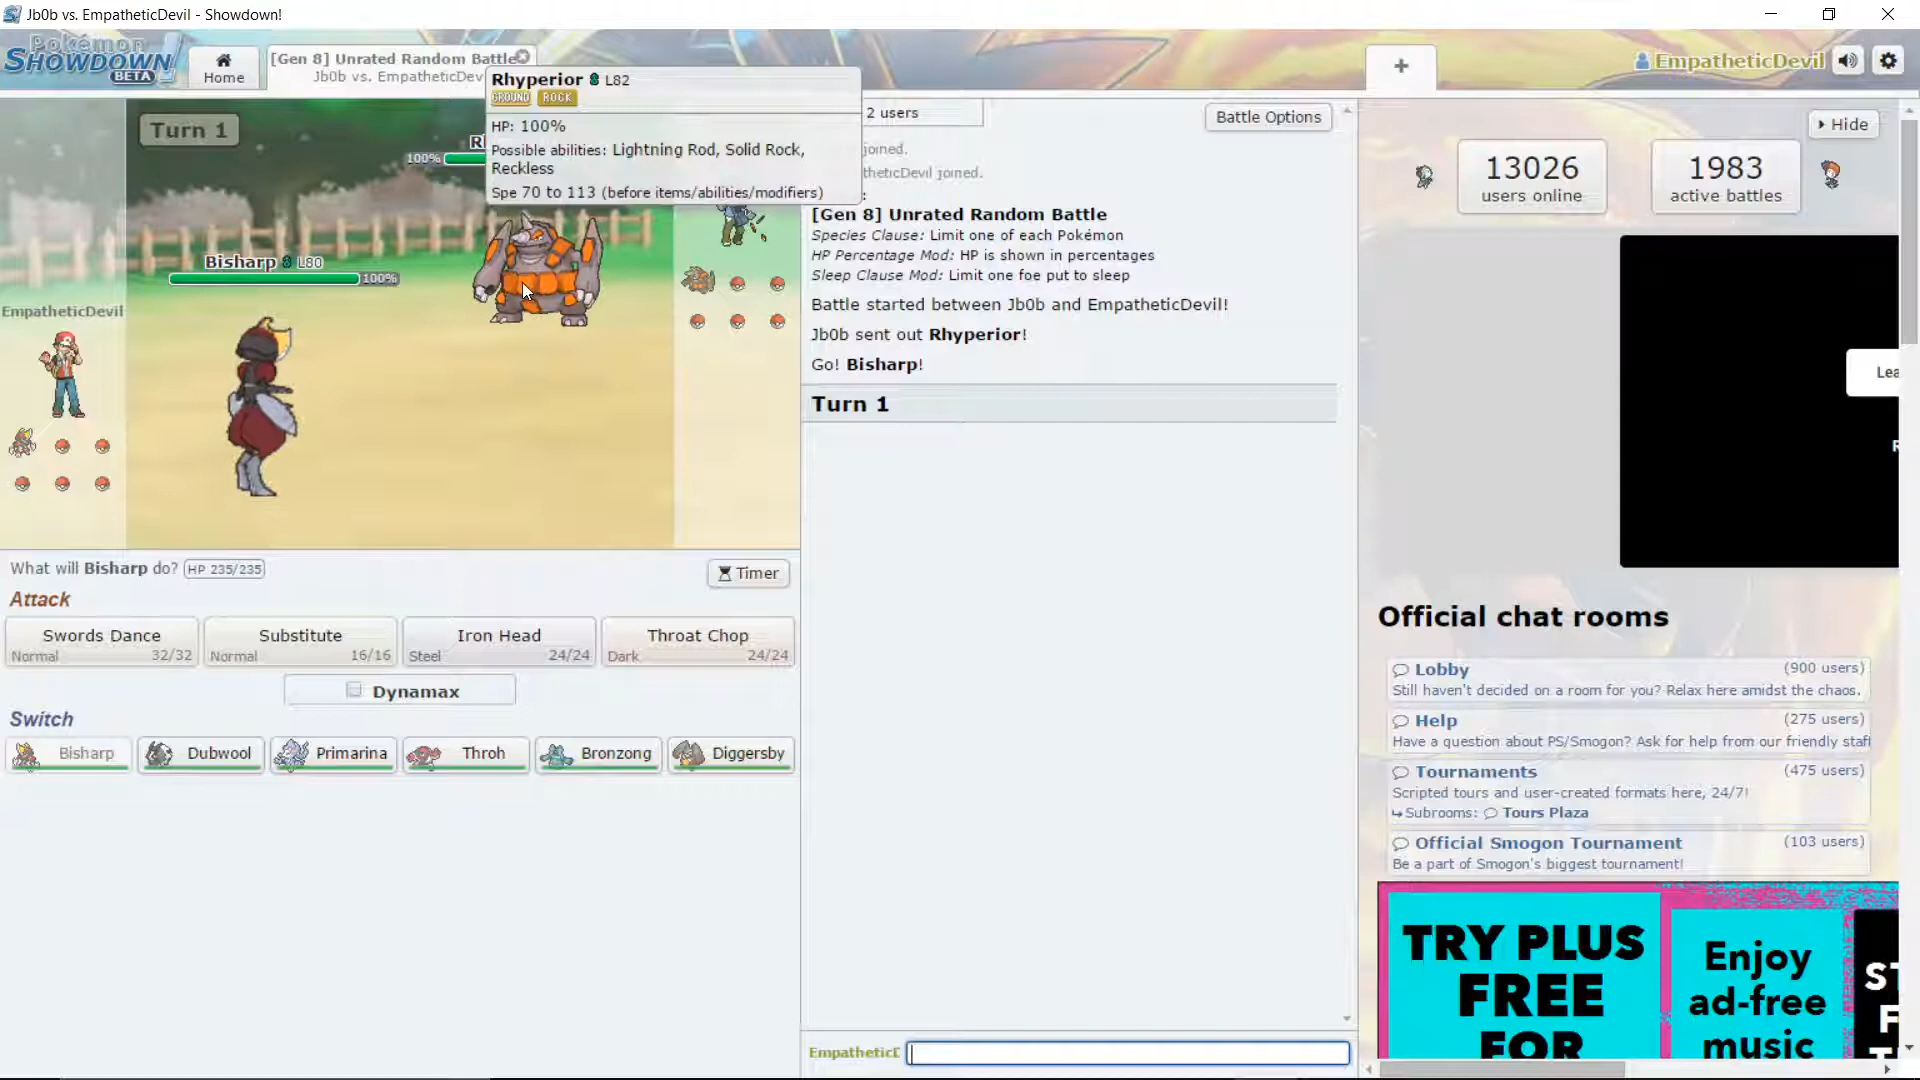 Jb0b vs. EmpatheticDevil - Showdown!
Pokémon
SHOWDOWN
BETA
Home
[Gen 8] Unrated Random Battle
Jb0b vs. EmpatheticDev
+
EmpatheticDevil
Rhyperior L82
GROUND ROCK
HP: 100%
Possible abilities: Lightning Rod, Solid Rock,
Reckless
Spe 70 to 113 (before items/abilities/modifiers)
Turn 1
100%
Bisharp L80
100%
EmpatheticDevil
2 users
Battle Options
joined.
theticDevil joined.
[Gen 8] Unrated Random Battle
Species Clause: Limit one of each Pokémon
HP Percentage Mod: HP is shown in percentages
Sleep Clause Mod: Limit one foe put to sleep
Battle started between Jb0b and EmpatheticDevil!
Jb0b sent out Rhyperior!
Go! Bisharp!
Turn 1
What will Bisharp do? HP 235/235
Timer
Attack
Swords Dance
Normal 32/32
Substitute
Normal 16/16
Iron Head
Steel 24/24
Throat Chop
Dark 24/24
Dynamax
Switch
Bisharp
Dubwool
Primarina
Throh
Bronzong
Diggersby
Hide
13026
users online
1983
active battles
Lea
Official chat rooms
Lobby (900 users)
Still haven't decided on a room for you? Relax here amidst the chaos.
Help (275 users)
Have a question about PS/Smogon? Ask for help from our friendly staff
Tournaments (475 users)
Scripted tours and user-created formats here, 24/7!
Subrooms: Tours Plaza
Official Smogon Tournament (103 users)
Be a part of Smogon's biggest tournament!
TRY PLUS
FREE
FOR
Enjoy
ad-free
music
EmpatheticD